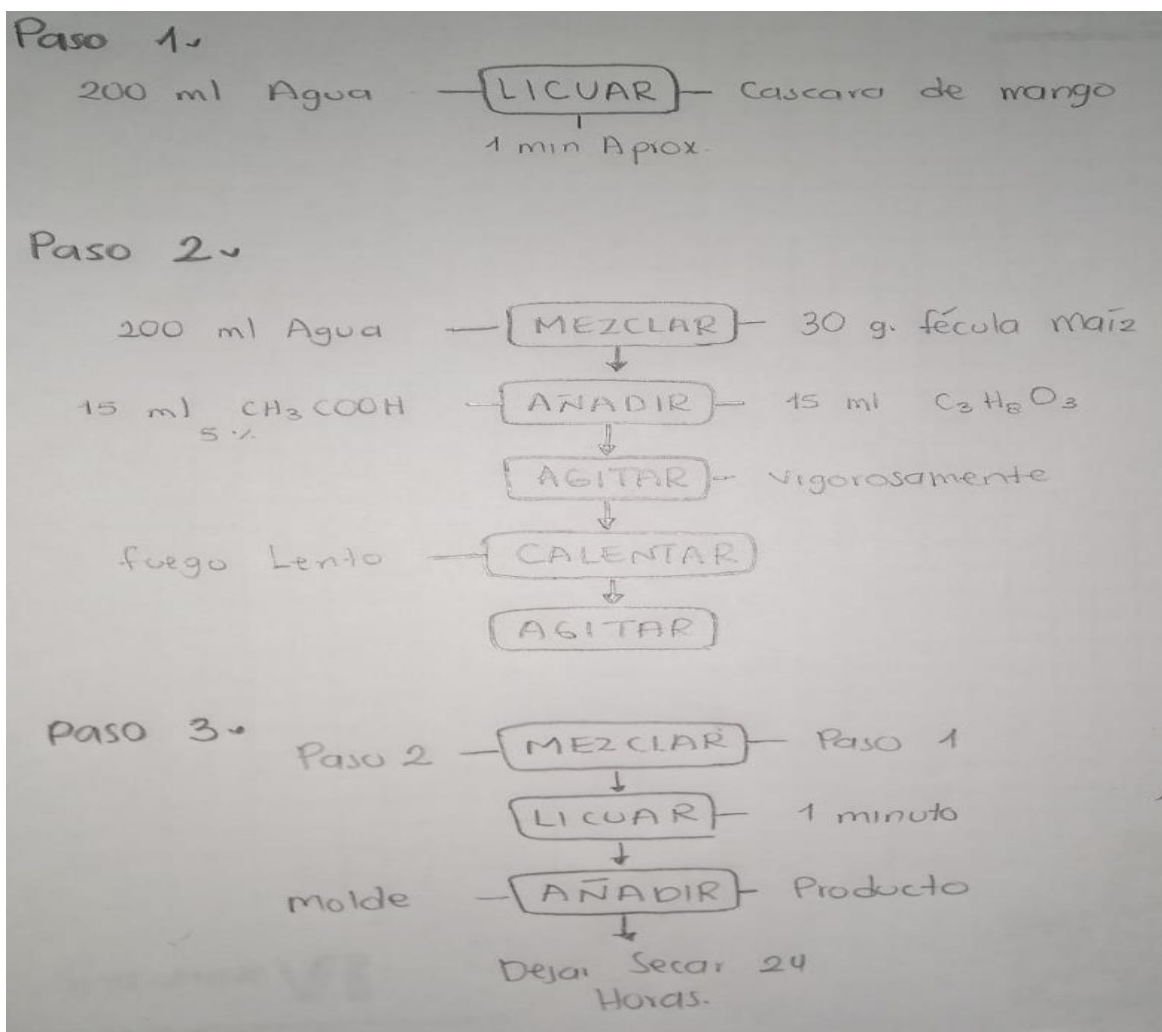 Paso 1.
200 ml Agua LICUAR Cascara de mango
1 min Aprox.
Paso 2.
200 ml Agua MEZCLAR 30 g. fécula maíz
15 ml CH3COOH AÑADIR 15 ml C3H8O3
5 %
AGITAR vigorosamente
fuego Lento CALENTAR
AGITAR
Paso 3.
Paso 2 MEZCLAR Paso 1
LICUAR 1 minuto
Molde AÑADIR Producto
Dejar Secar 24
Horas.